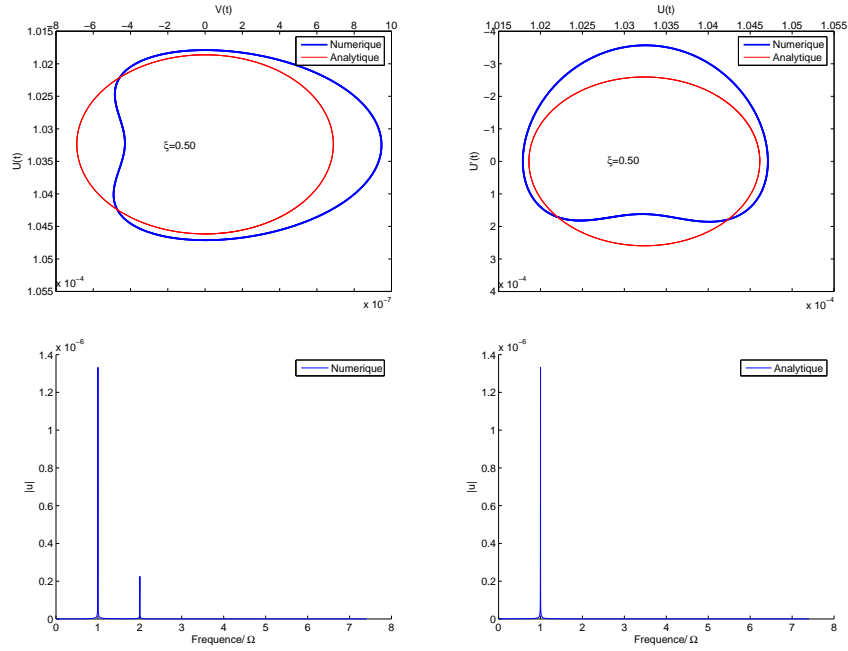 V(t)
−8 −6 −4 −2 0 2 4 6 8 10
1.015
1.02
1.025
1.03
1.035
1.04
1.045
1.05
1.055
U(t)
Numerique
Analytique
ξ=0.50
x 10−4
x 10−7
U(t)
1.015 1.02 1.025 1.03 1.035 1.04 1.045 1.05 1.055
−4
−3
−2
−1
0
1
2
3
4
U'(t)
Numerique
Analytique
ξ=0.50
x 10−4
x 10−4
x 10−6
1.4
1.2
1
0.8
0.6
0.4
0.2
0
|u|
Numerique
0 1 2 3 4 5 6 7 8
Frequence/ Ω
x 10−6
1.4
1.2
1
0.8
0.6
0.4
0.2
0
|u|
Analytique
0 1 2 3 4 5 6 7 8
Frequence/ Ω